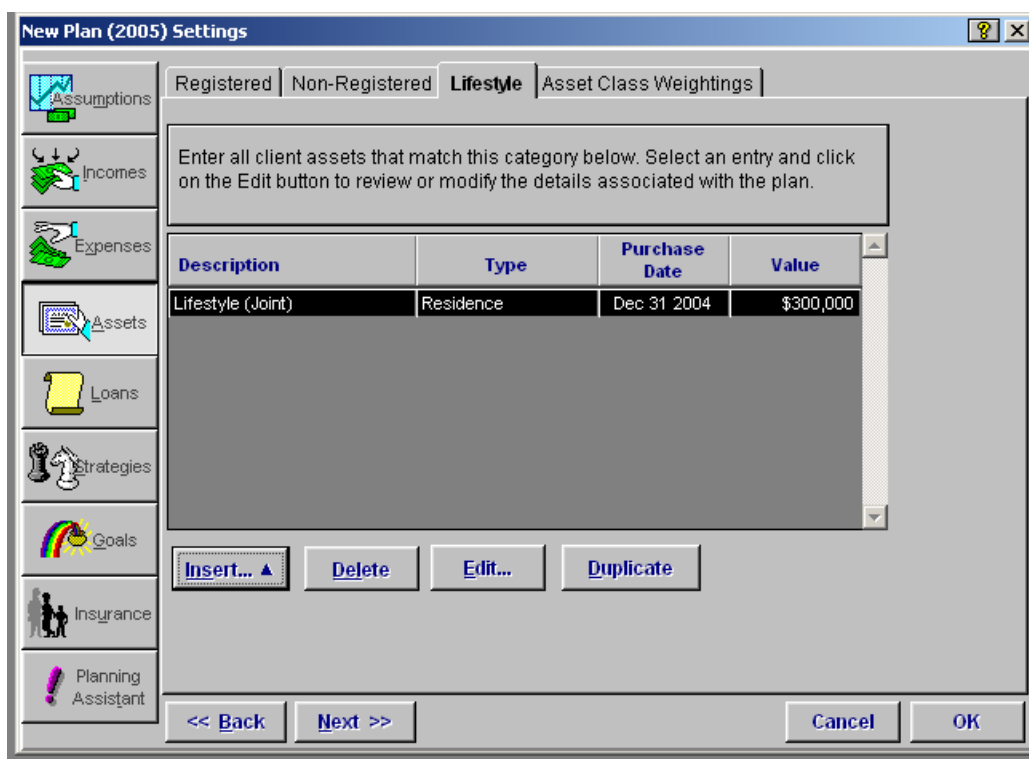 New Plan (2005) Settings
Assumptions
Incomes
Expenses
Assets
Loans
Strategies
Goals
Insurance
Planning
Assistant
Registered Non-Registered Lifestyle Asset Class Weightings
Enter all client assets that match this category below. Select an entry and click
on the Edit button to review or modify the details associated with the plan.
Description Type Purchase Date Value
Lifestyle (Joint) Residence Dec 31 2004 $300,000
Insert... ▲ Delete Edit... Duplicate
<< Back Next >> Cancel OK